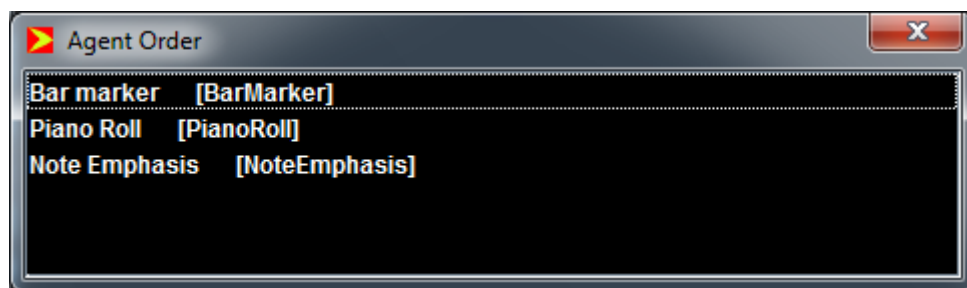 Agent Order
Bar marker [BarMarker]
Piano Roll [PianoRoll]
Note Emphasis [NoteEmphasis]